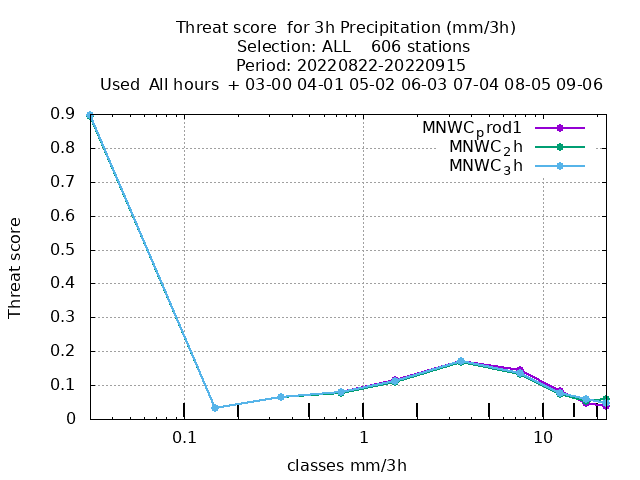 Threat score  for 3h Precipitation (mm/3h)
Selection: ALL    606 stations
Period: 20220822-20220915
Used  All hours  + 03-00 04-01 05-02 06-03 07-04 08-05 09-06
MNWCprod1
MNWC2h
MNWC3h
0.9
0.8
0.7
0.6
0.5
0.4
0.3
0.2
0.1
0
Threat score
0.1 1 10
classes mm/3h